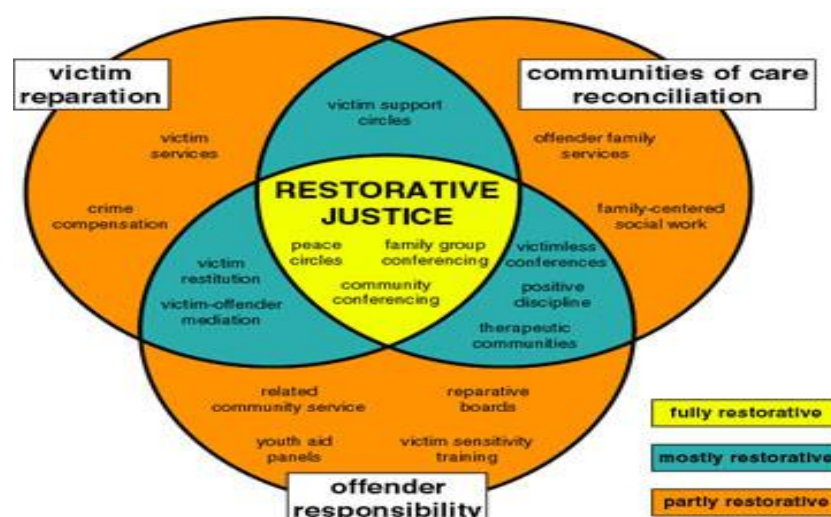 victim
reparation
communities of care
reconciliation
victim support
circles
victim
services
offender family
services
crime
compensation
family-centered
social work
RESTORATIVE
JUSTICE
peace
circles
family group
conferencing
community
conferencing
victim
restitution
victim-offender
mediation
victimless
conferences
positive
discipline
therapeutic
communities
related
community service
reparative
boards
youth aid
panels
victim sensitivity
training
offender
responsibility
fully restorative
mostly restorative
partly restorative